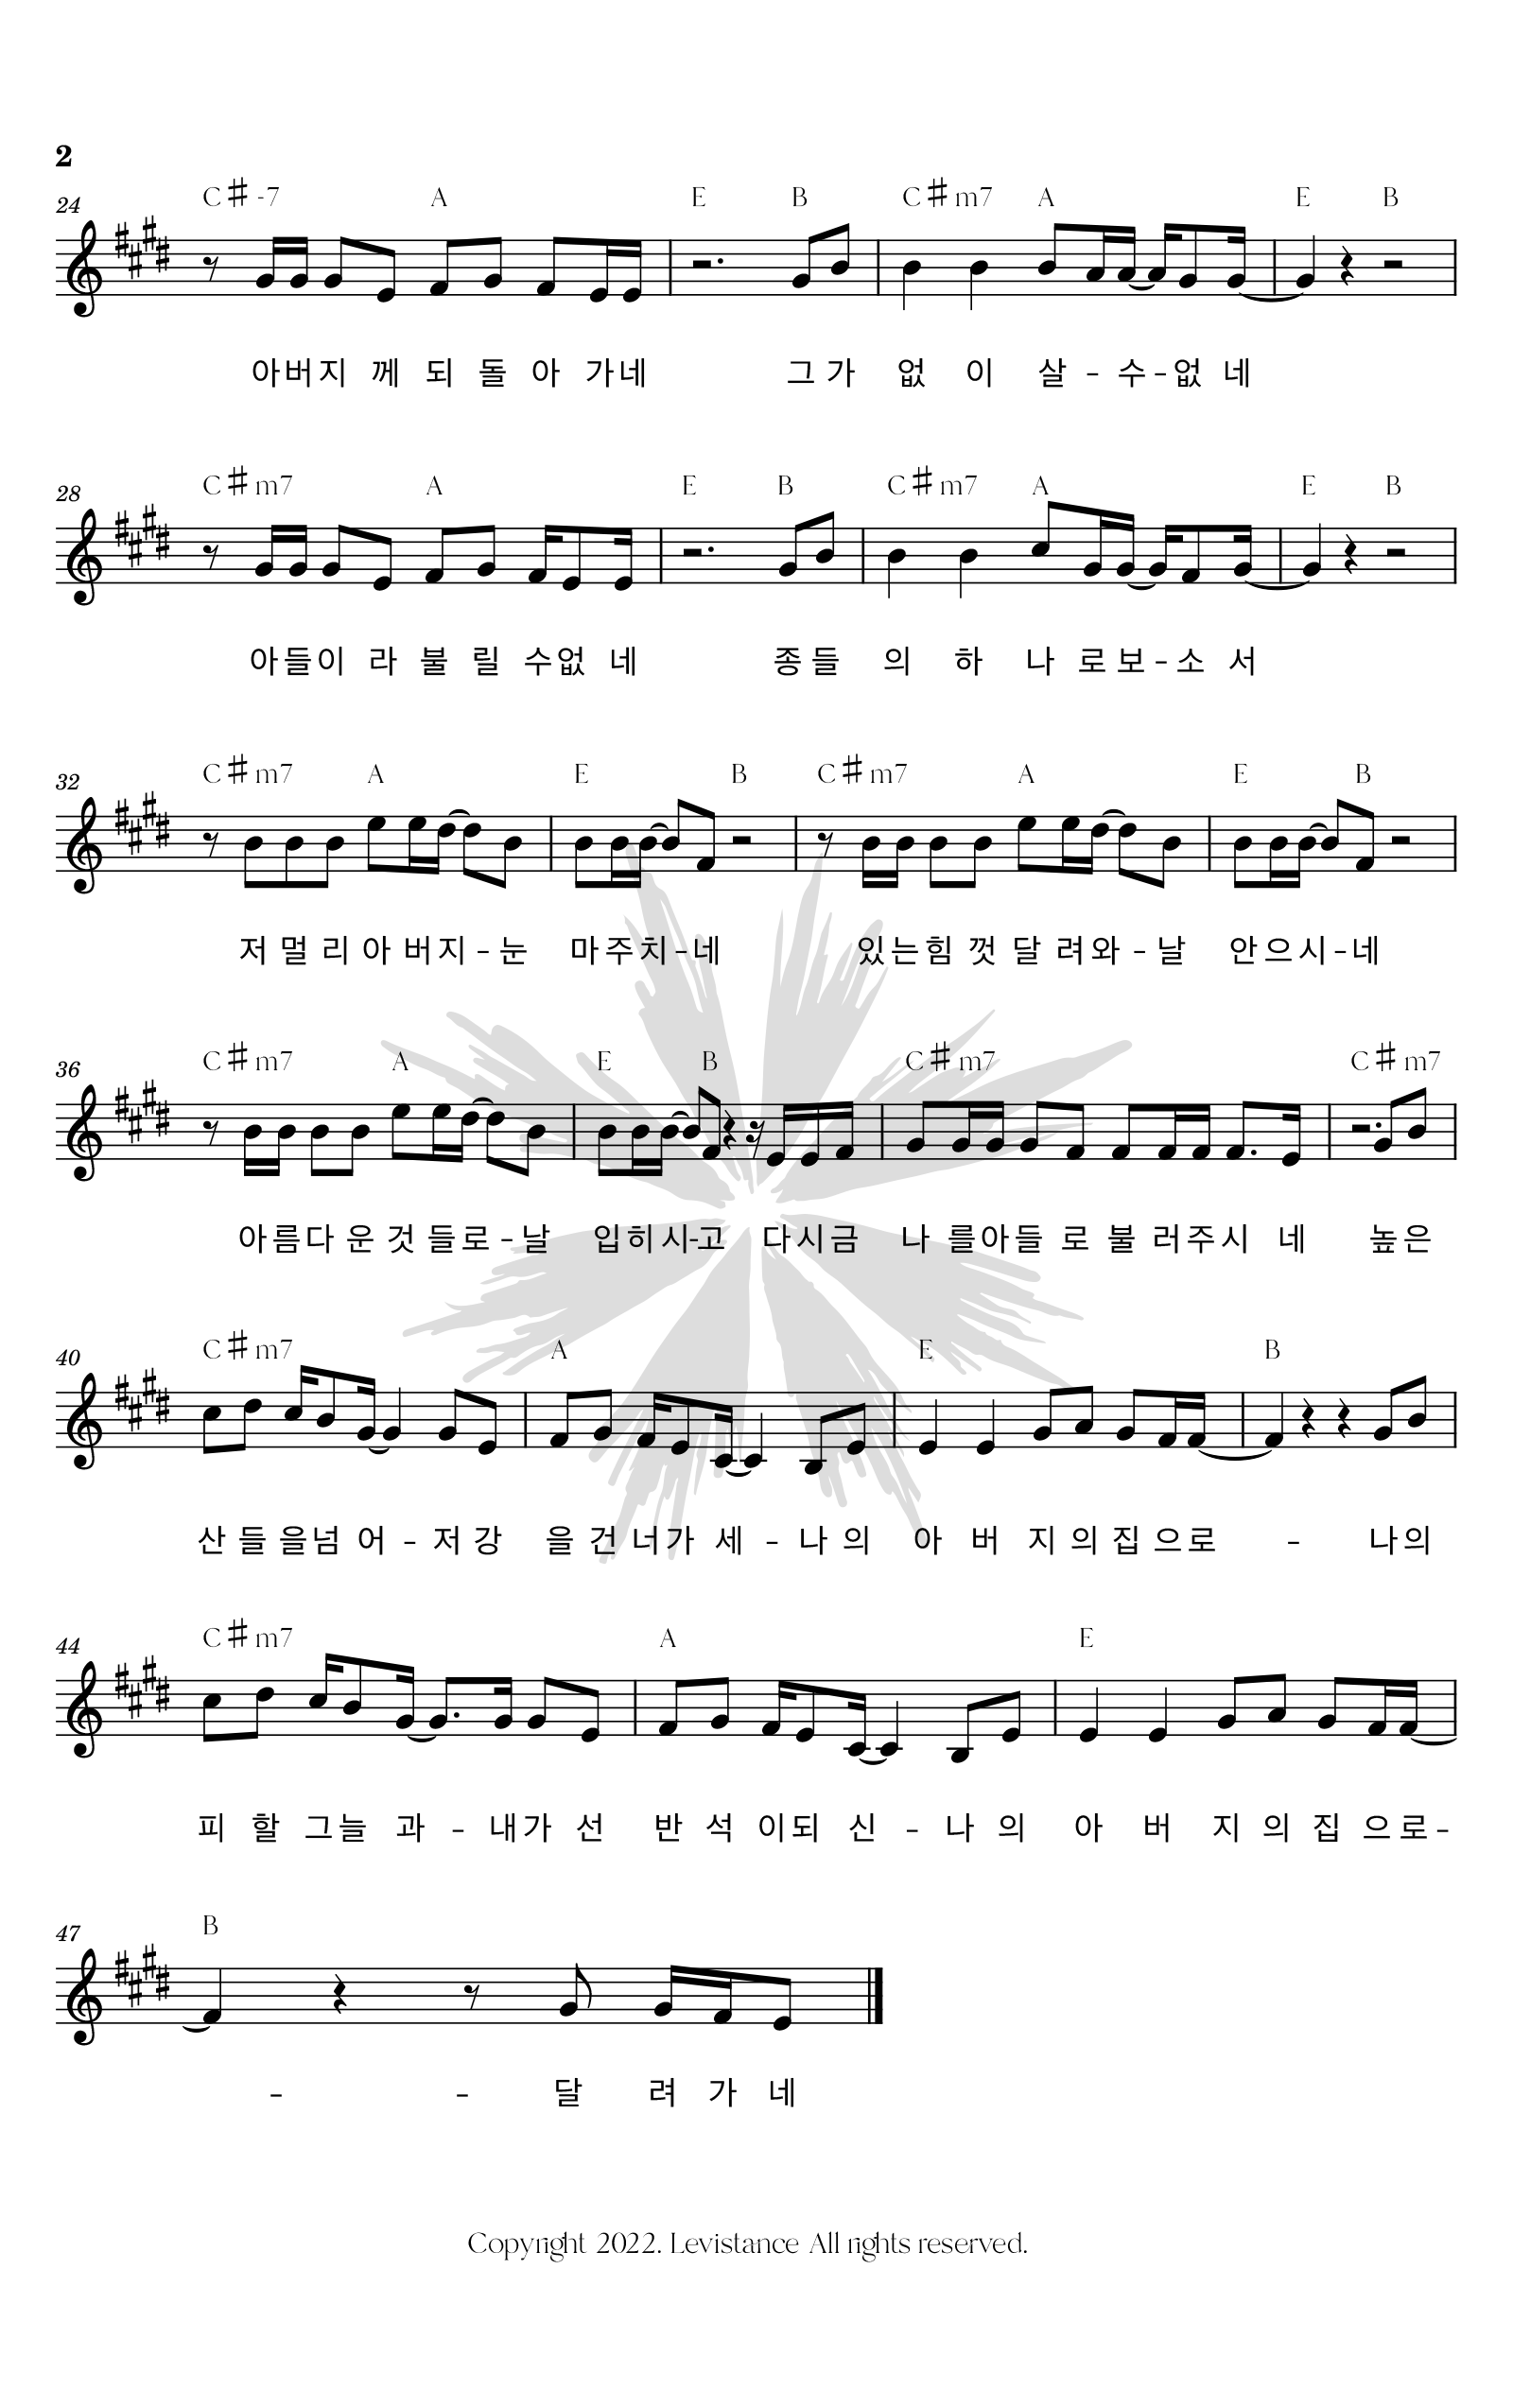 2
24 C♯-7 A E B C♯m7 A E B
아버지 께 되 돌 아 가네 그 가 없 이 살 - 수-없 네
28 C♯m7 A E B C♯m7 A E B
아들이 라 불 릴 수없 네 종 들 의 하 나 로 보-소 서
32 C♯m7 A E B C♯m7 A E B
저 멀 리 아 버지-눈 마주치-네 있는힘 껏 달 려와-날 안으시-네
36 C♯m7 A E B C♯m7 C♯m7
아름다 운 것 들로-날 입히시-고 다시금 나 를아들 로 불 러주시 네 높은
40 C♯m7 A E B
산 들 을넘 어 - 저 강 을 건 너가 세 - 나 의 아 버 지 의 집 으로 - 나의
44 C♯m7 A E
피 할 그늘 과 - 내가 선 반 석 이되 신 - 나 의 아 버 지 의 집 으로-
47 B
- - 달 려 가 네
Copyright 2022. Levistance All rights reserved.